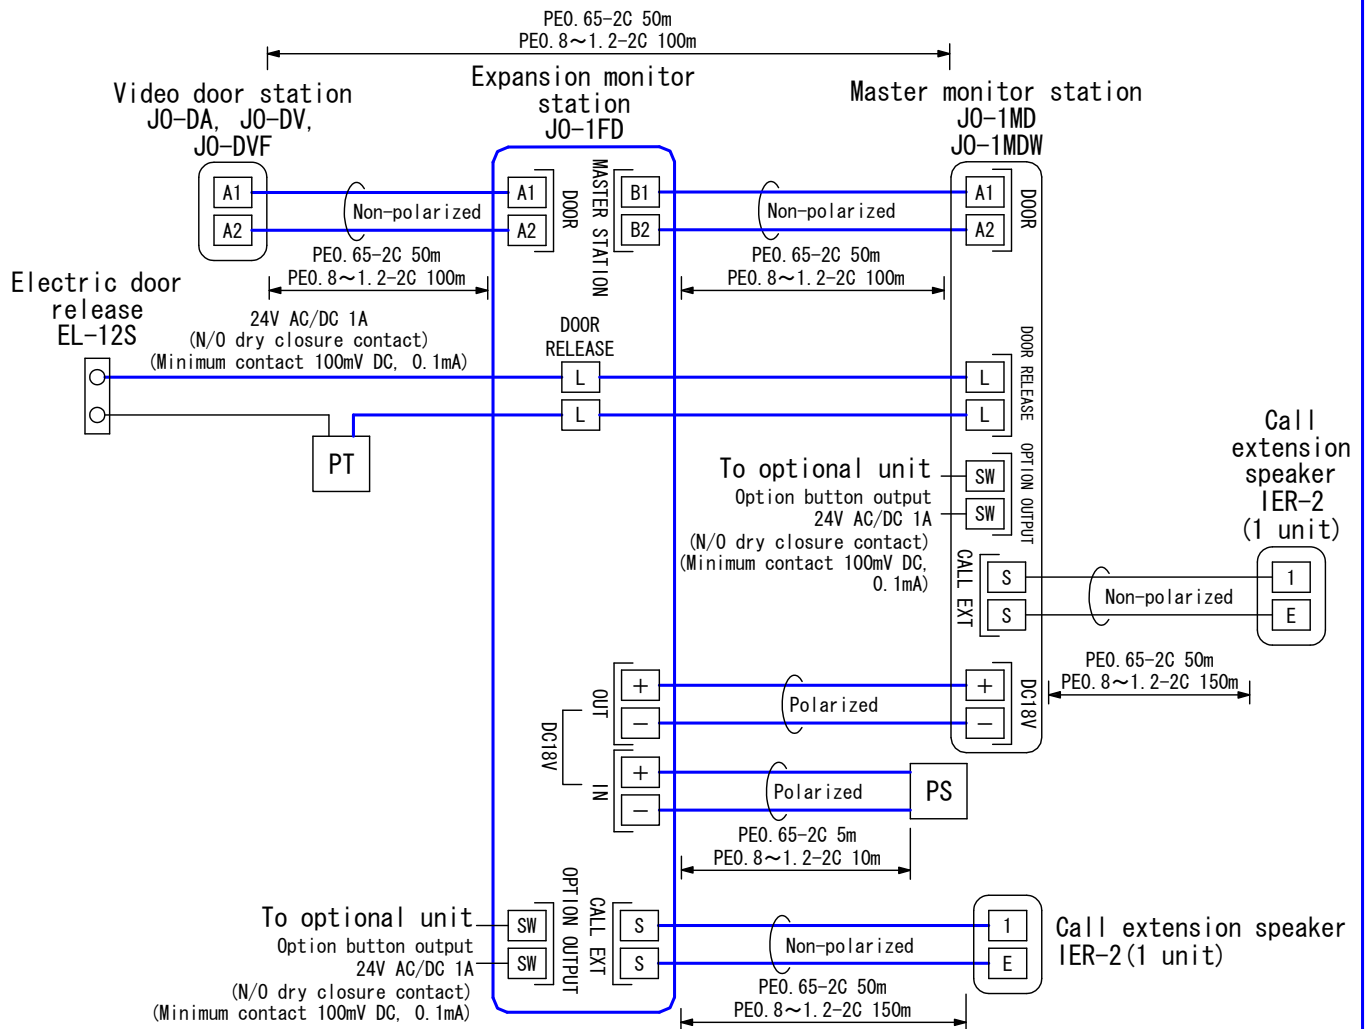 PE0.65-2C 50m
PE0.8～1.2-2C 100m
Video door station
JO-DA, JO-DV,
JO-DVF
Expansion monitor
station
JO-1FD
Master monitor station
JO-1MD
JO-1MDW
A1
A2
Non-polarized
A1
A2
DOOR
MASTER STATION
B1
B2
Non-polarized
A1
A2
DOOR
PE0.65-2C 50m
PE0.8～1.2-2C 100m
PE0.65-2C 50m
PE0.8～1.2-2C 100m
Electric door
release
EL-12S
24V AC/DC 1A
(N/O dry closure contact)
(Minimum contact 100mV DC, 0.1mA)
DOOR
RELEASE
L
L
L
L
DOOR RELEASE
PT
To optional unit
Option button output
24V AC/DC 1A
(N/O dry closure contact)
(Minimum contact 100mV DC,
0.1mA)
SW
SW
OPTION OUTPUT
CALL EXT
S
S
Non-polarized
Call
extension
speaker
IER-2
(1 unit)
1
E
PE0.65-2C 50m
PE0.8～1.2-2C 150m
OUT
+
−
Polarized
+
−
DC18V
DC18V
IN
+
−
Polarized
PS
PE0.65-2C 5m
PE0.8～1.2-2C 10m
To optional unit
Option button output
24V AC/DC 1A
(N/O dry closure contact)
(Minimum contact 100mV DC, 0.1mA)
SW
SW
OPTION OUTPUT
CALL EXT
S
S
Non-polarized
1
E
Call extension speaker
IER-2(1 unit)
PE0.65-2C 50m
PE0.8～1.2-2C 150m